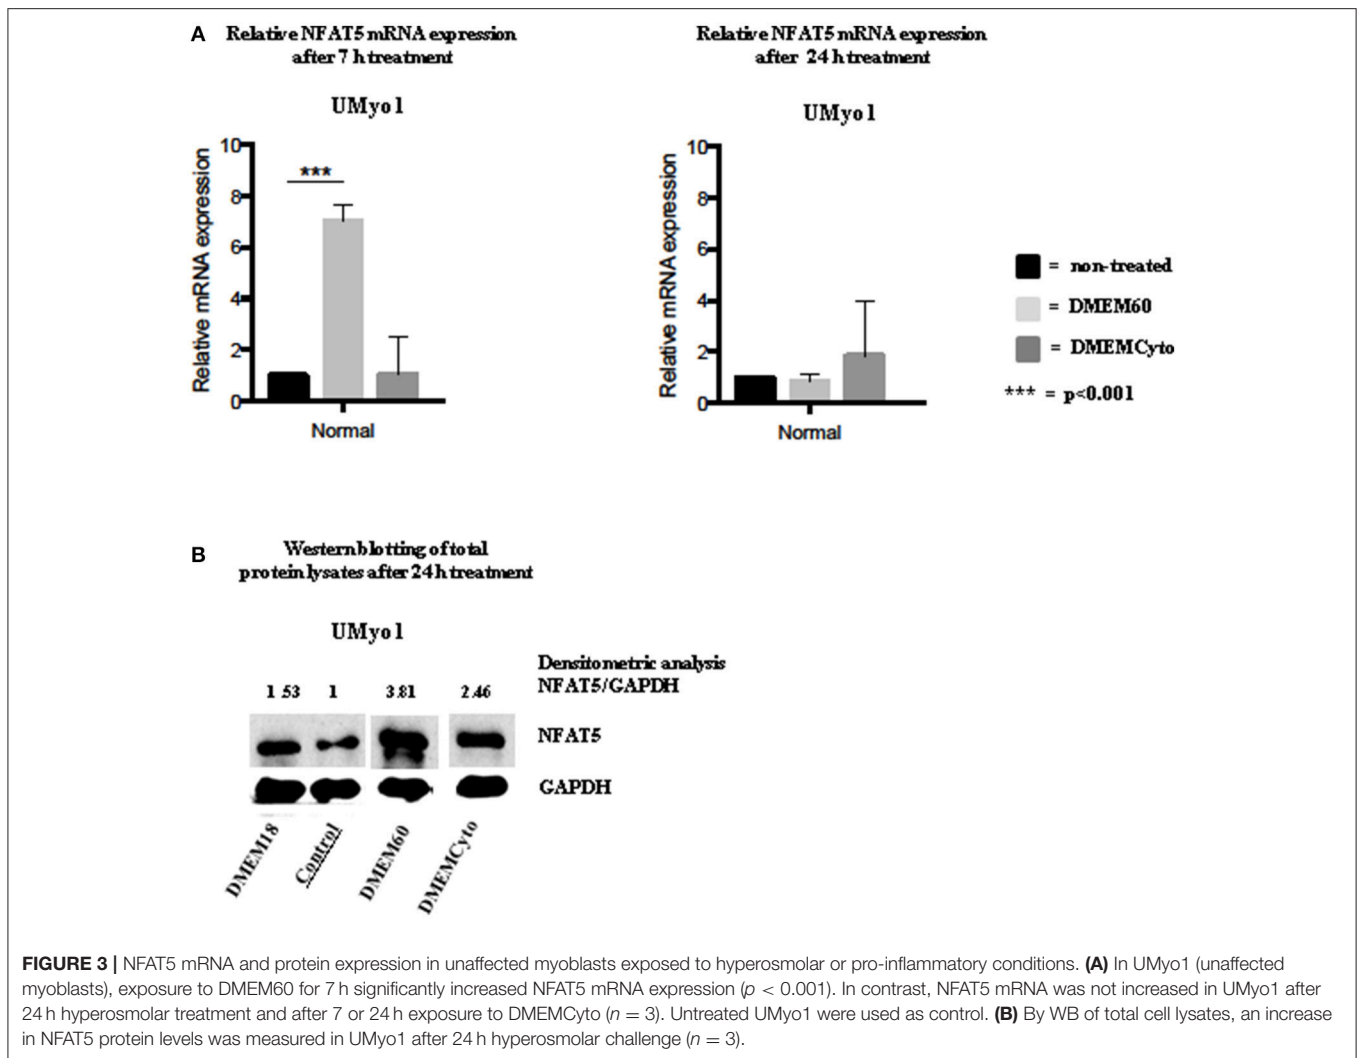 A
Relative NFAT5 mRNA expression
after 7 h treatment
UMyo1
Relative mRNA expression
10
8
6
4
2
0
***
Normal
Relative NFAT5 mRNA expression
after 24 h treatment
UMyo1
Relative mRNA expression
10
8
6
4
2
0
Normal
= non-treated
= DMEM60
= DMEMCyto
*** = p<0.001
B
Western blotting of total
protein lysates after 24 h treatment
UMyo1
Densitometric analysis
NFAT5/GAPDH
1.53 1 3.81 2.46
NFAT5
GAPDH
DMEM18
Control
DMEM60
DMEMCyto
FIGURE 3 | NFAT5 mRNA and protein expression in unaffected myoblasts exposed to hyperosmolar or pro-inflammatory conditions. (A) In UMyo1 (unaffected
myoblasts), exposure to DMEM60 for 7 h significantly increased NFAT5 mRNA expression (p < 0.001). In contrast, NFAT5 mRNA was not increased in UMyo1 after
24 h hyperosmolar treatment and after 7 or 24 h exposure to DMEMCyto (n = 3). Untreated UMyo1 were used as control. (B) By WB of total cell lysates, an increase
in NFAT5 protein levels was measured in UMyo1 after 24 h hyperosmolar challenge (n = 3).